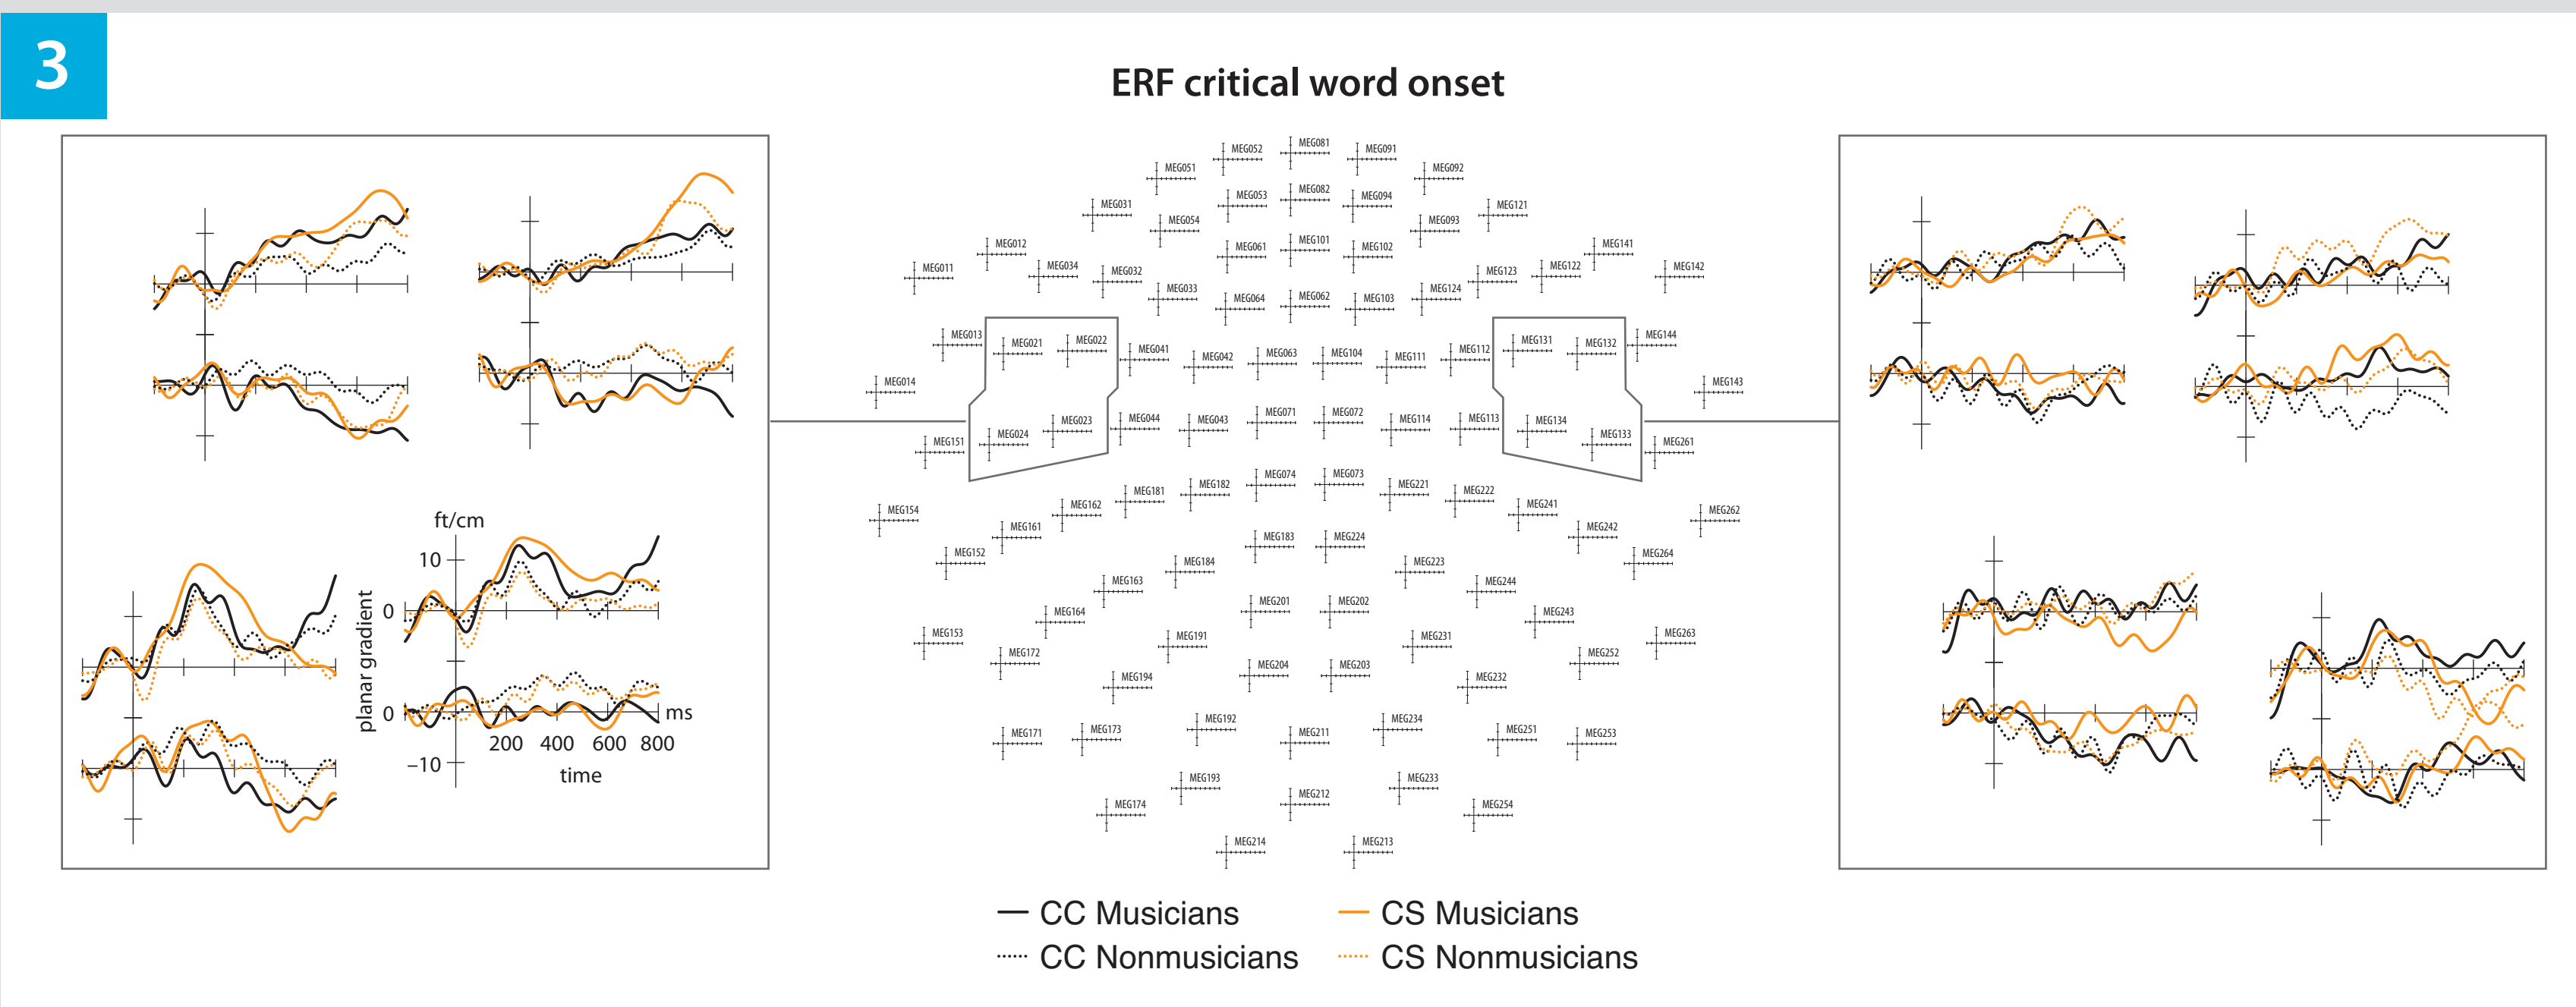 3
ERF critical word onset
MEG081
MEG052
MEG091
MEG051
MEG092
MEG082
MEG053
MEG094
MEG031
MEG121
MEG054
MEG093
MEG012
MEG061
MEG101
MEG102
MEG141
MEG011
MEG034
MEG032
MEG123
MEG122
MEG142
MEG033
MEG064
MEG062
MEG103
MEG124
MEG013
MEG021
MEG022
MEG041
MEG042
MEG063
MEG104
MEG111
MEG112
MEG131
MEG132
MEG144
MEG014
MEG143
MEG024
MEG023
MEG044
MEG043
MEG071
MEG072
MEG114
MEG113
MEG134
MEG133
MEG151
MEG261
MEG074
MEG073
MEG181
MEG182
MEG221
MEG222
MEG154
MEG162
MEG241
MEG262
MEG161
MEG242
MEG183
MEG224
MEG152
MEG184
MEG223
MEG264
MEG163
MEG244
MEG164
MEG201
MEG202
MEG243
MEG153
MEG191
MEG231
MEG263
MEG172
MEG204
MEG203
MEG252
MEG194
MEG232
MEG171
MEG173
MEG192
MEG211
MEG234
MEG251
MEG253
MEG193
MEG233
MEG174
MEG212
MEG254
MEG214
MEG213
ft/cm
10
0
planar gradient
0
ms
200 400 600 800
–10
time
CC Musicians
CS Musicians
CC Nonmusicians
CS Nonmusicians